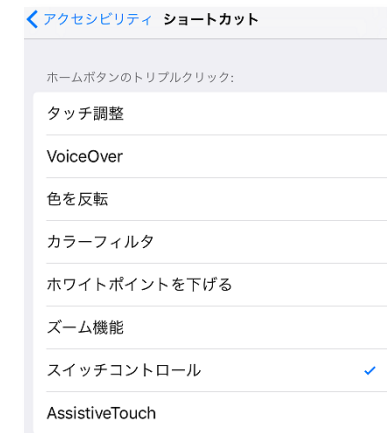 アクセシビリティ ショートカット
ホームボタンのトリプルクリック:
タッチ調整
VoiceOver
色を反転
カラーフィルタ
ホワイトポイントを下げる
ズーム機能
スイッチコントロール
AssistiveTouch